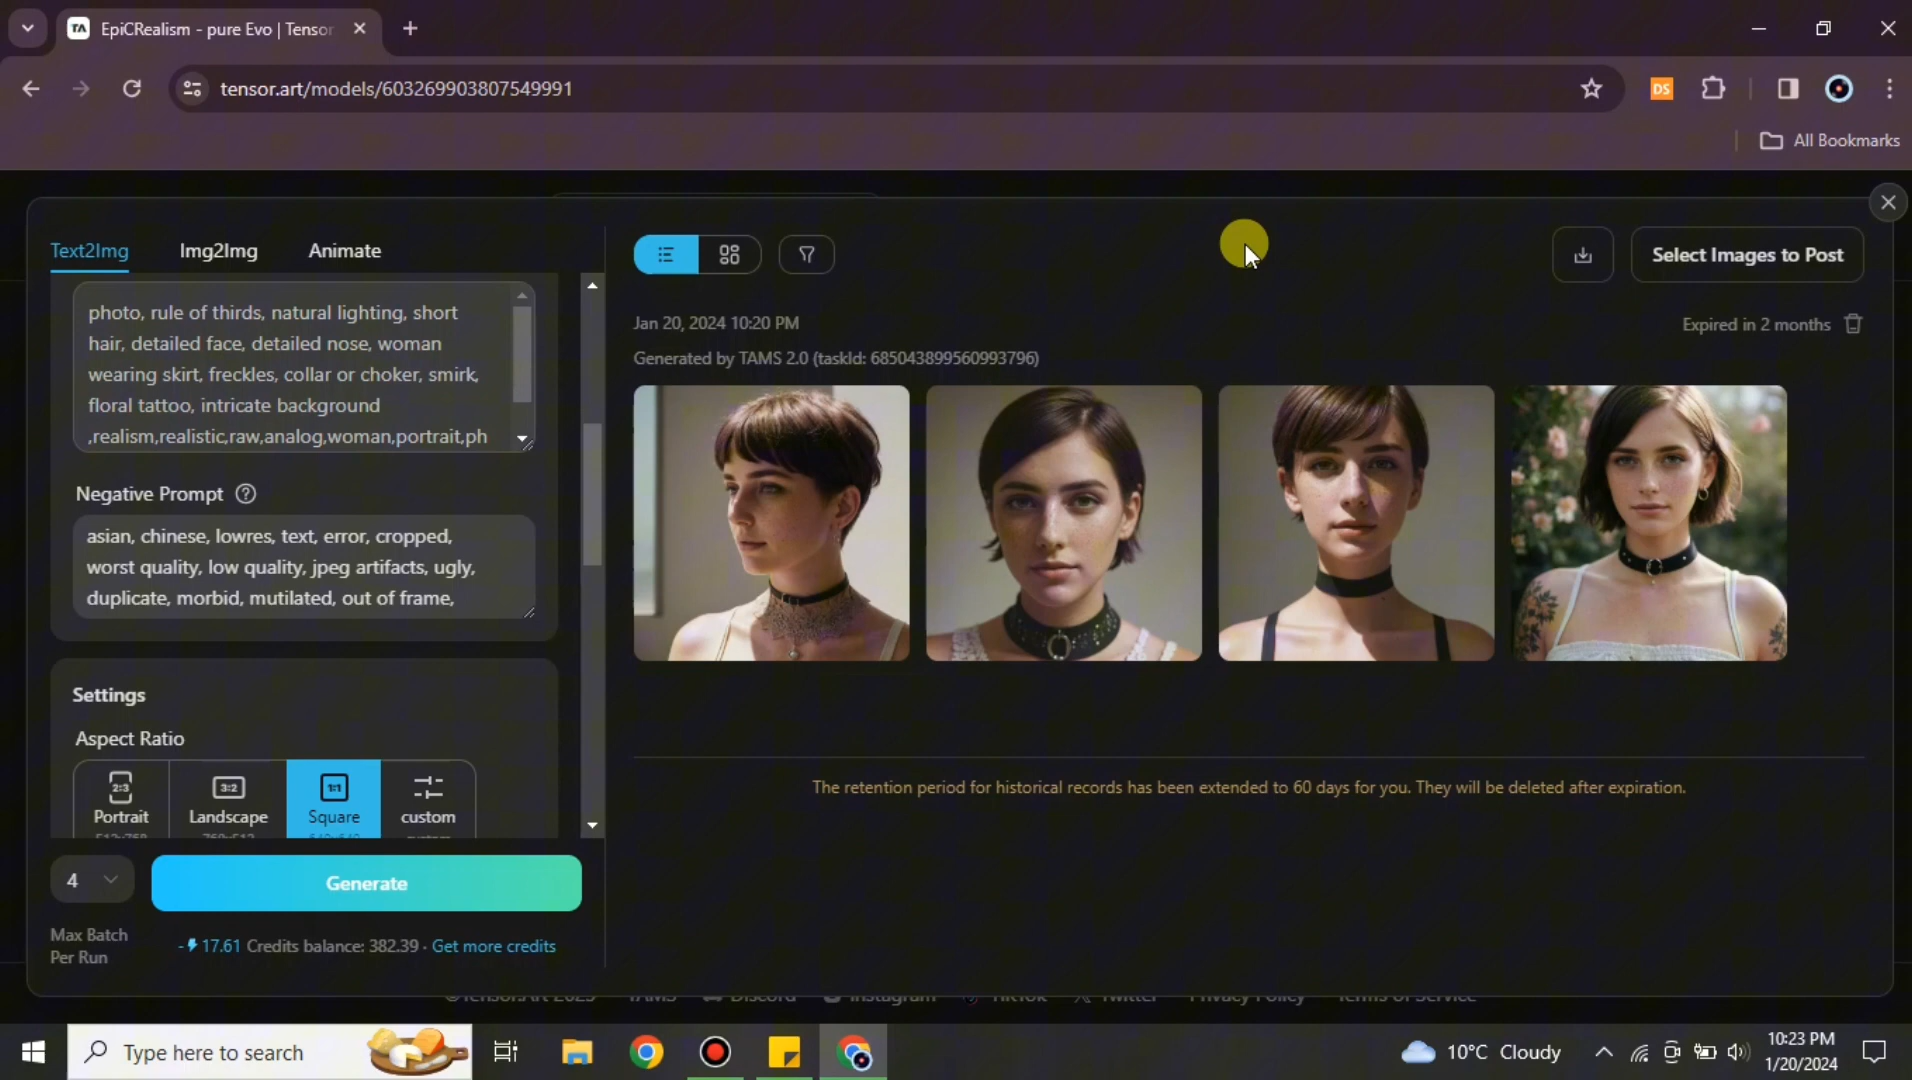 EpiCRealism - pure Evo | Tensor
tensor.art/models/603269903807549991
DS
All Bookmarks
Text2Img
Img2Img
Animate
Select Images to Post
photo, rule of thirds, natural lighting, short
hair, detailed face, detailed nose, woman
wearing skirt, freckles, collar or choker, smirk,
floral tattoo, intricate background
,realism,realistic,raw,analog,woman,portrait,ph
Jan 20, 2024 10:20 PM
Expired in 2 months
Generated by TAMS 2.0 (taskId: 685043899560993796)
Negative Prompt
asian, chinese, lowres, text, error, cropped,
worst quality, low quality, jpeg artifacts, ugly,
duplicate, morbid, mutilated, out of frame,
Settings
Aspect Ratio
2:3
3:2
1:1
Portrait
Landscape
Square
custom
The retention period for historical records has been extended to 60 days for you. They will be deleted after expiration.
4
Generate
Max Batch
Per Run
-17.61 Credits balance: 382.39 · Get more credits
Type here to search
10°C Cloudy
10:23 PM
1/20/2024